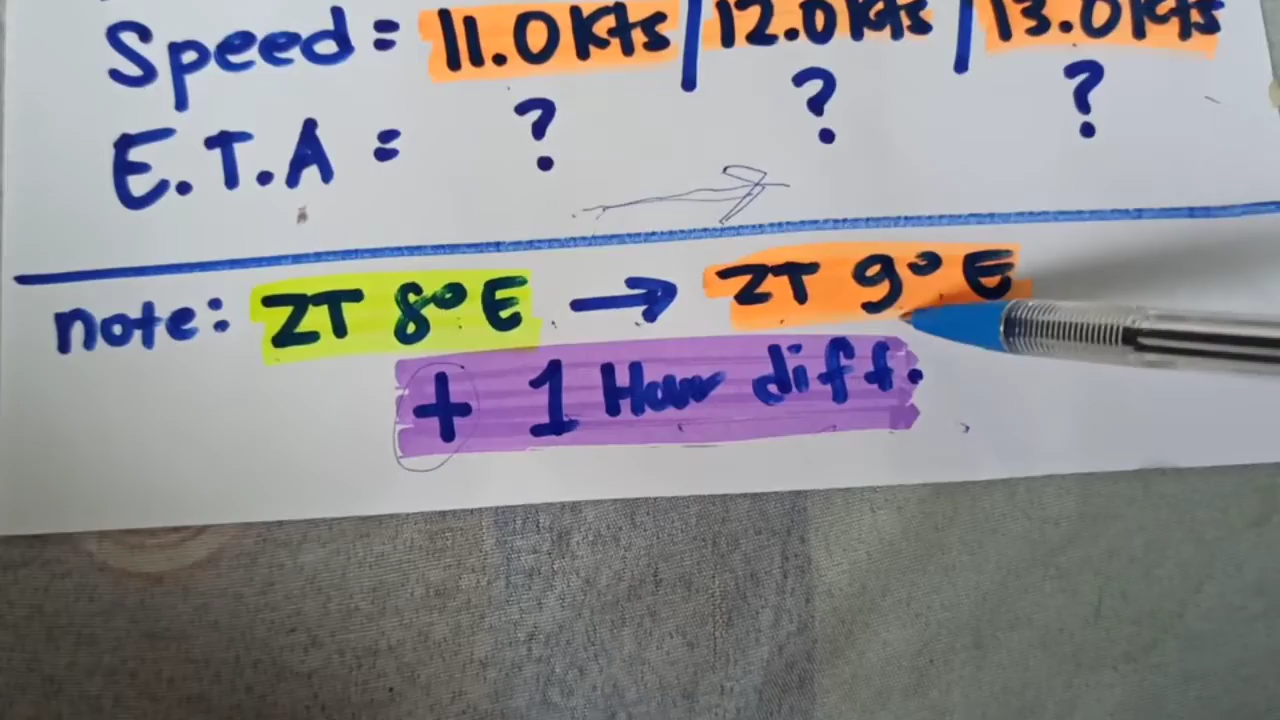 Speed = 11.0 Kts / 12.0 Kts / 13.0 Kts
E.T.A = ? ? ?
note: ZT 8° E → ZT 9° E
+ 1 Hour diff.